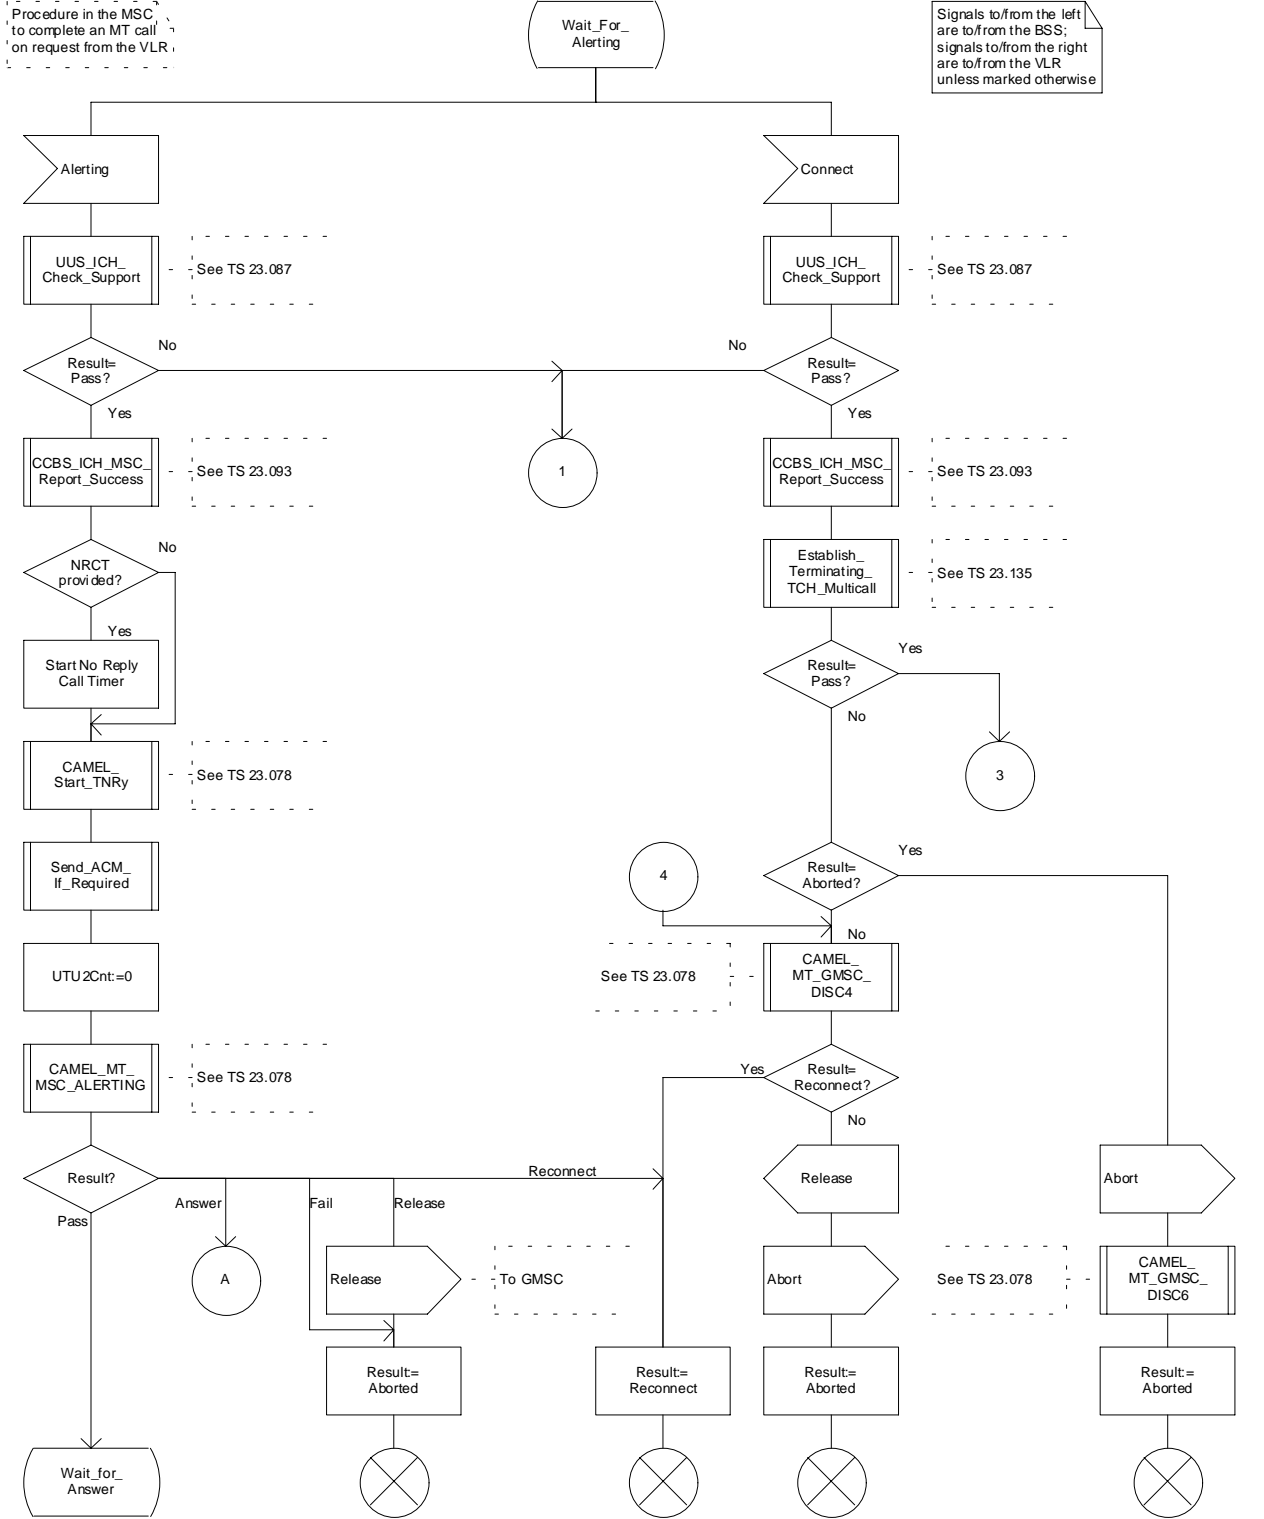 Procedure in the MSC
to complete an MT call
on request from the VLR
Wait_For_
Alerting
Signals to/from the left
are to/from the BSS;
signals to/from the right
are to/from the VLR
unless marked otherwise
Alerting
Connect
UUS_ICH_
Check_Support
See TS 23.087
UUS_ICH_
Check_Support
See TS 23.087
Result=
Pass?
No
No
Result=
Pass?
Yes
Yes
CCBS_ICH_MSC_
Report_Success
See TS 23.093
1
CCBS_ICH_MSC_
Report_Success
See TS 23.093
NRCT
provided?
No
Yes
Establish_
Terminating_
TCH_Multicall
See TS 23.135
Start No Reply
Call Timer
Result=
Pass?
Yes
No
CAMEL_
Start_TNRy
See TS 23.078
3
Send_ACM_
If_Required
4
Result=
Aborted?
Yes
No
UTU2Cnt:=0
See TS 23.078
CAMEL_
MT_GMSC_
DISC4
CAMEL_MT_
MSC_ALERTING
See TS 23.078
Yes
Result=
Reconnect?
No
Result?
Pass
Answer
Fail
Release
Reconnect
Release
Abort
A
Release
To GMSC
Abort
See TS 23.078
CAMEL_
MT_GMSC_
DISC6
Result:=
Aborted
Result:=
Reconnect
Result:=
Aborted
Result:=
Aborted
Wait_for_
Answer